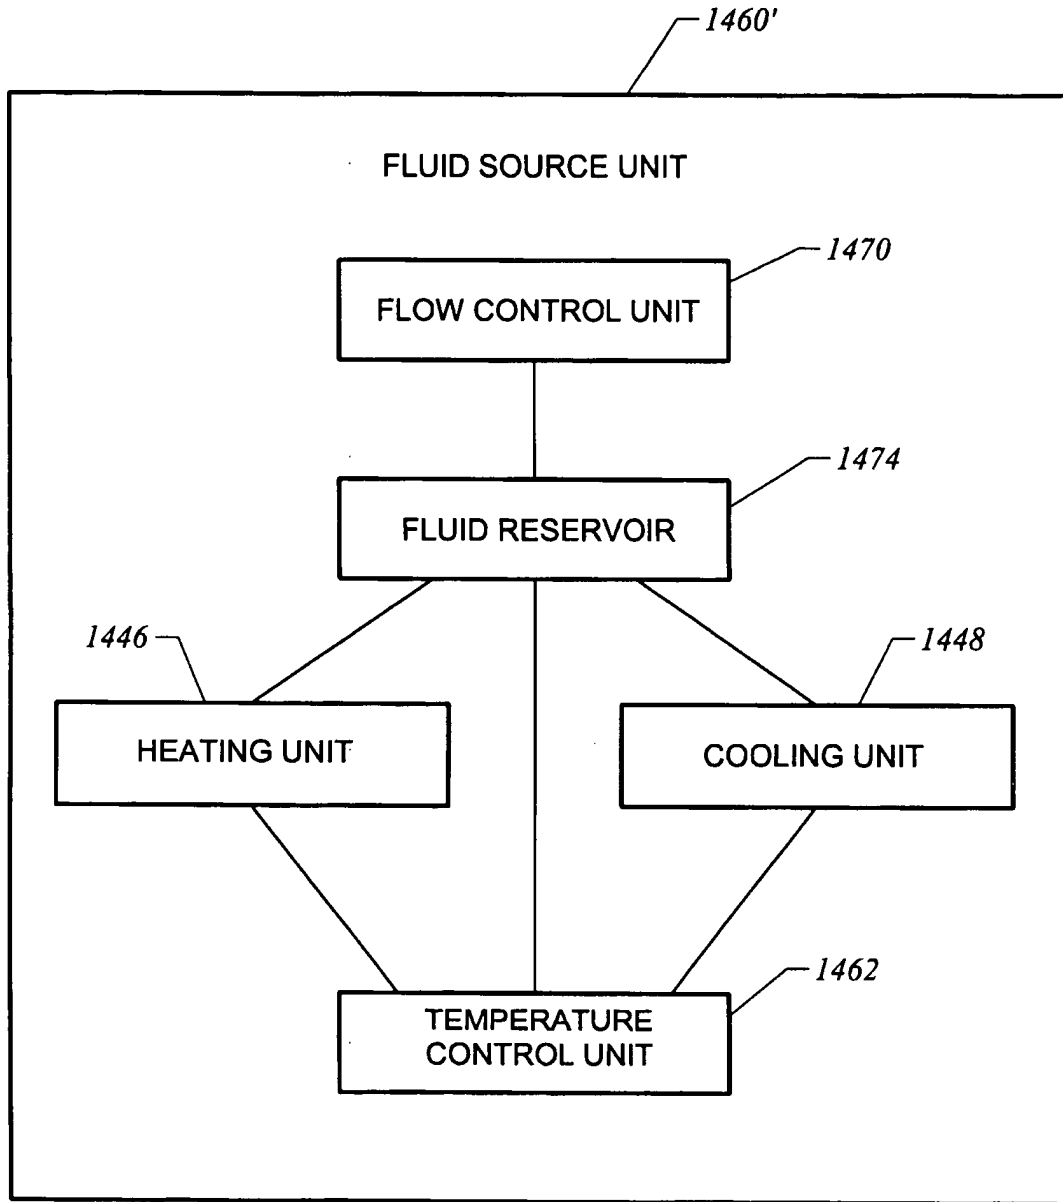 1460'
FLUID SOURCE UNIT
1470
FLOW CONTROL UNIT
1474
FLUID RESERVOIR
1446
1448
HEATING UNIT
COOLING UNIT
1462
TEMPERATURE
CONTROL UNIT